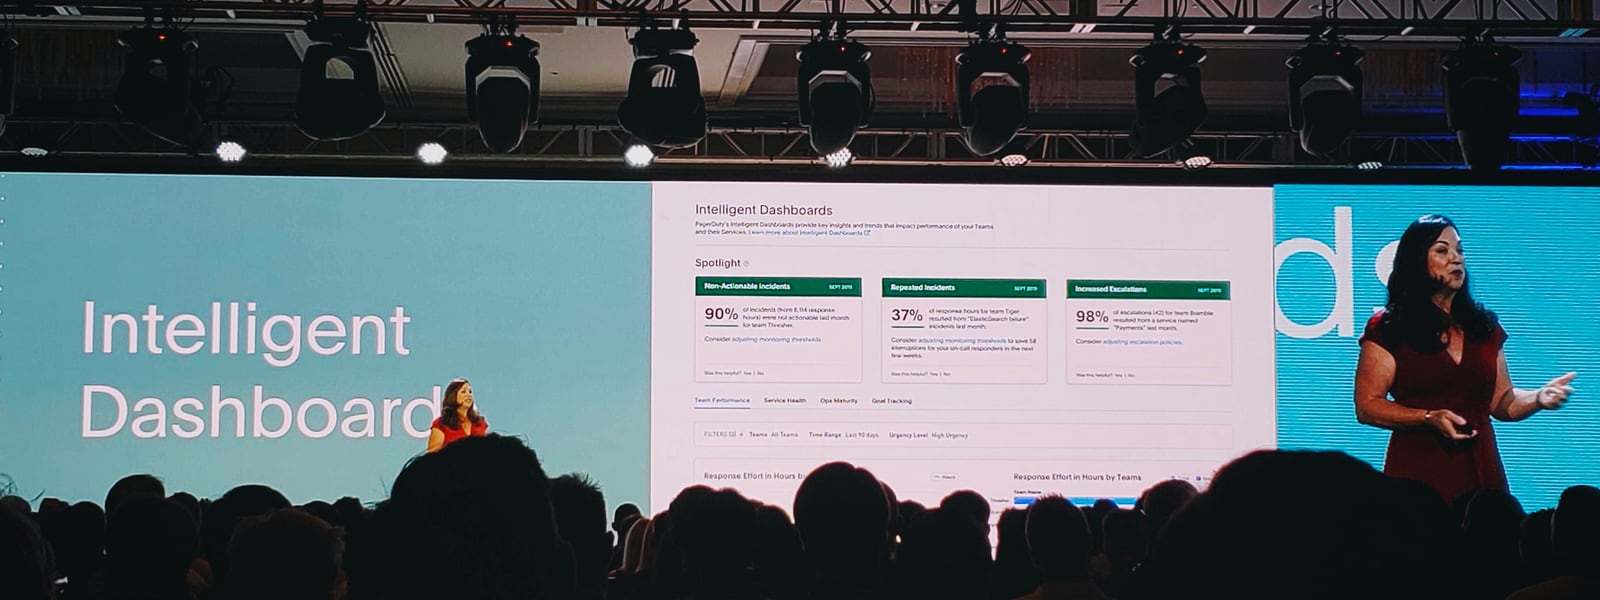 Intelligent
Dashboard
Intelligent Dashboards
PagerDuty's Intelligent Dashboards provide key insights and trends that impact performance of your Teams
and their Services. Learn more about Intelligent Dashboards
Spotlight
Non-Actionable Incidents SEPT 2019
90% of incidents (from 8,114 response
hours) were not actionable last month
for team Thresher.
Consider adjusting monitoring thresholds.
Was this helpful? Yes | No
Repeated Incidents SEPT 2019
37% of response hours for team Tiger
resulted from "ElasticSearch failure"
incidents last month.
Consider adjusting monitoring thresholds to save 58
interruptions for your on-call responders in the next
few weeks.
Was this helpful? Yes | No
Increased Escalations SEPT 2019
98% of escalations (42) for team Bramble
resulted from a service named
"Payments" last month.
Consider adjusting escalation policies.
Was this helpful? Yes | No
Team Performance Service Health Ops Maturity Goal Tracking
FILTERS (3) Teams All Teams Time Range Last 90 days Urgency Level High Urgency
Response Effort in Hours by
Hours
Response Effort in Hours by Teams
Team Name
ds